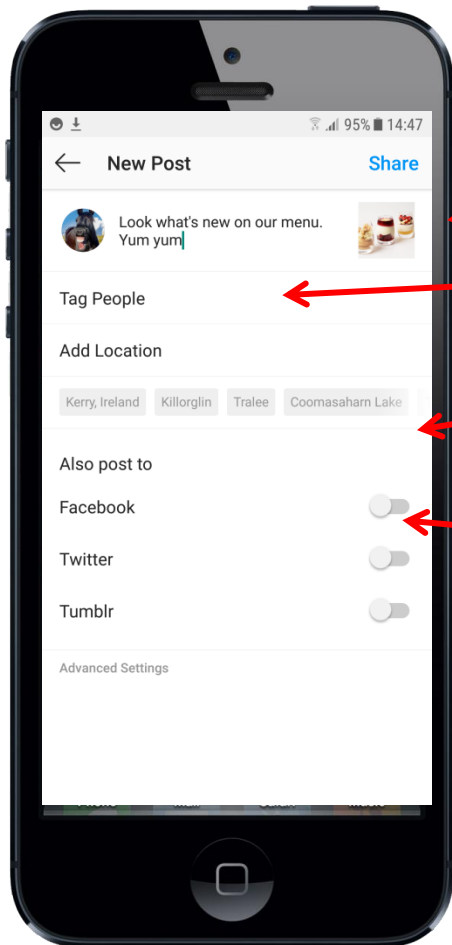 95% 14:47
New Post Share
Look what's new on our menu.
Yum yum
Tag People
Add Location
Kerry, Ireland Killorglin Tralee Coomasaharn Lake
Also post to
Facebook
Twitter
Tumblr
Advanced Settings